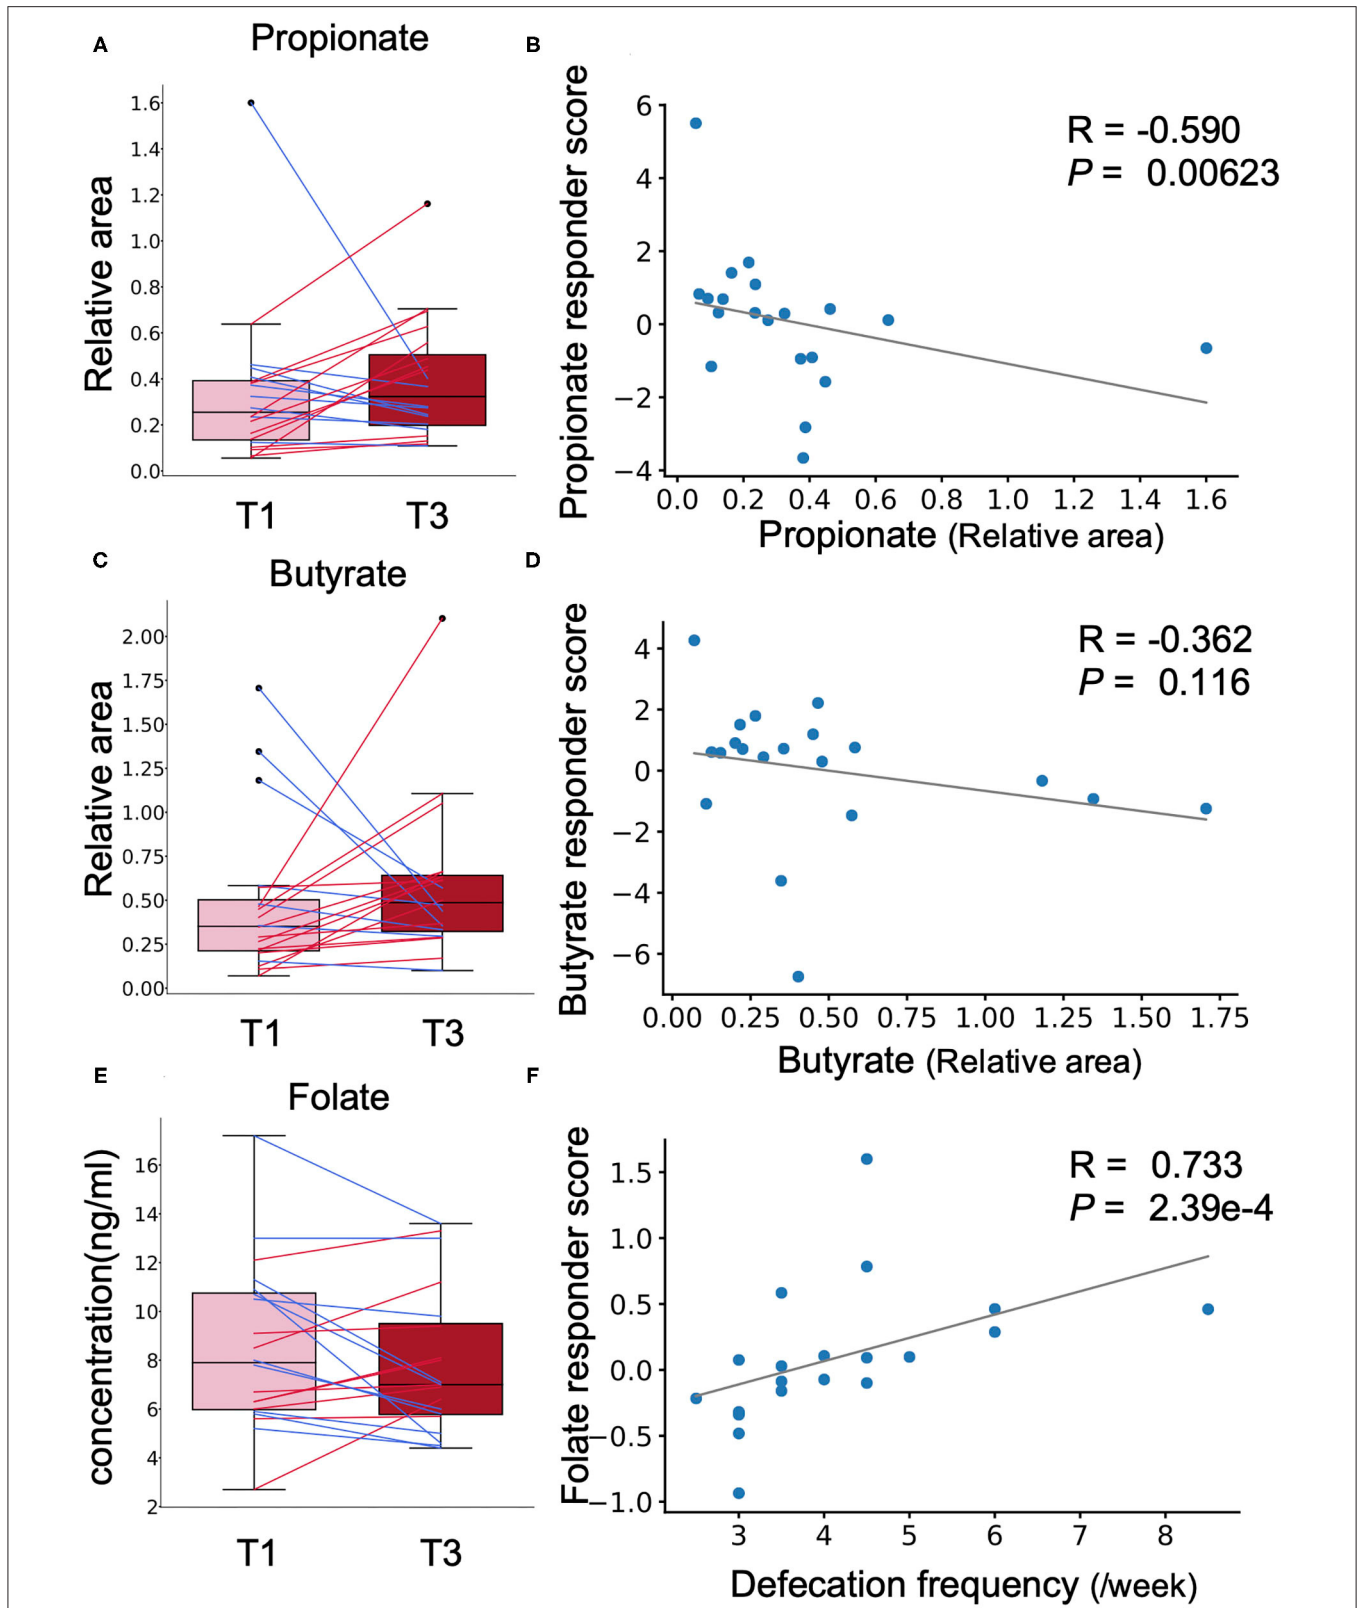 A
Propionate
Relative area
1.6
1.4
1.2
1.0
0.8
0.6
0.4
0.2
0.0
T1 T3
B
Propionate responder score
6
4
2
0
−2
−4
R = -0.590
P = 0.00623
0.0 0.2 0.4 0.6 0.8 1.0 1.2 1.4 1.6
Propionate (Relative area)
C
Butyrate
Relative area
2.00
1.75
1.50
1.25
1.00
0.75
0.50
0.25
0.00
T1 T3
D
Butyrate responder score
4
2
0
−2
−4
−6
R = -0.362
P = 0.116
0.00 0.25 0.50 0.75 1.00 1.25 1.50 1.75
Butyrate (Relative area)
E
Folate
concentration(ng/ml)
16
14
12
10
8
6
4
2
T1 T3
F
Folate responder score
1.5
1.0
0.5
0.0
−0.5
−1.0
R = 0.733
P = 2.39e-4
3 4 5 6 7 8
Defecation frequency (/week)